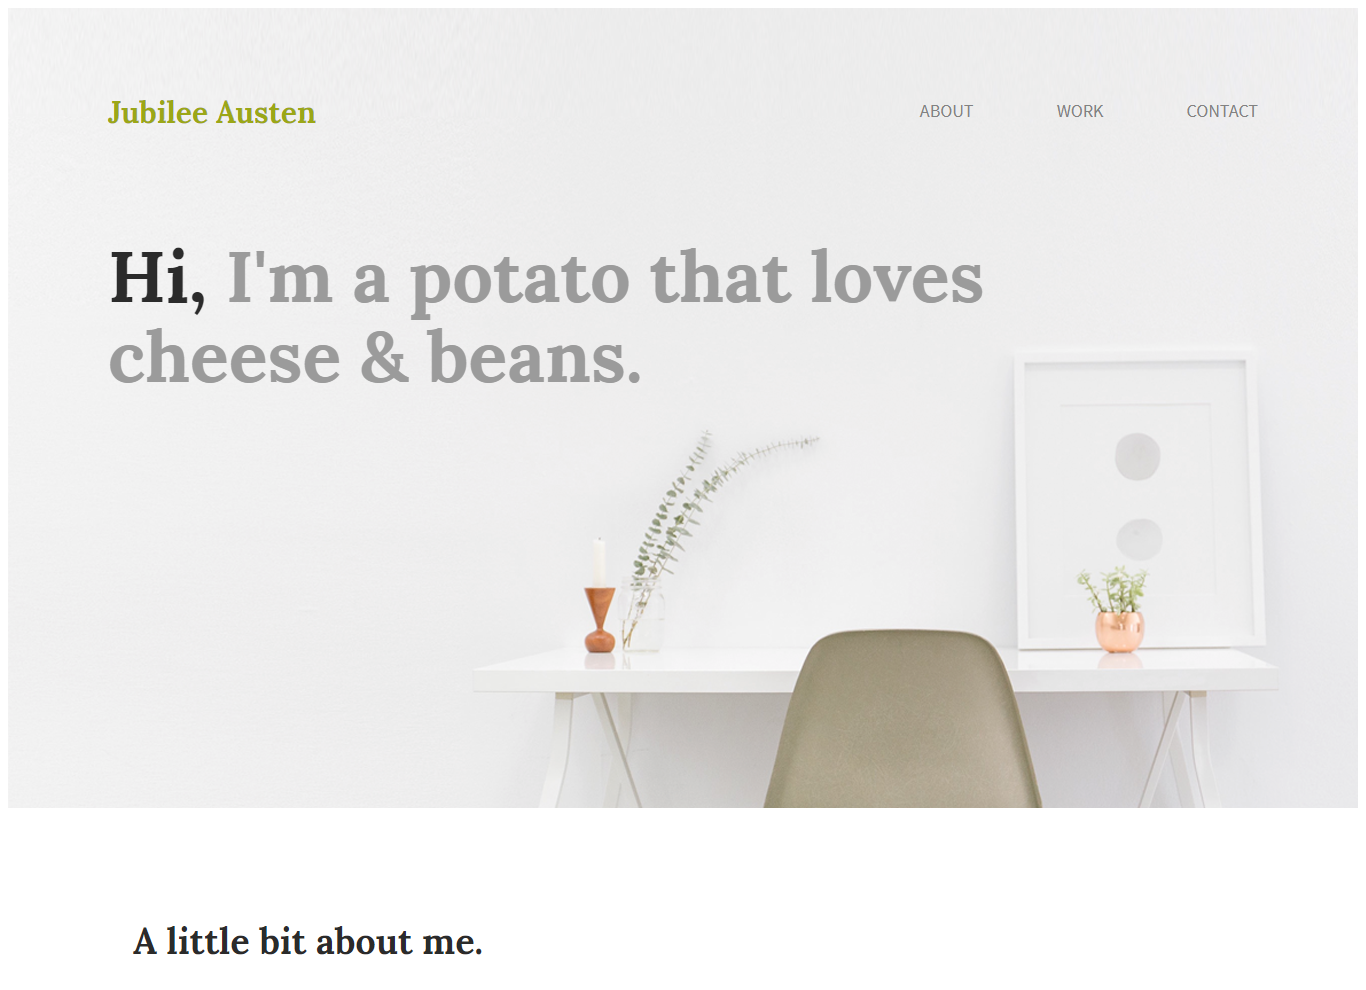 Jubilee Austen
ABOUT WORK CONTACT
Hi, I'm a potato that loves
cheese & beans.
A little bit about me.